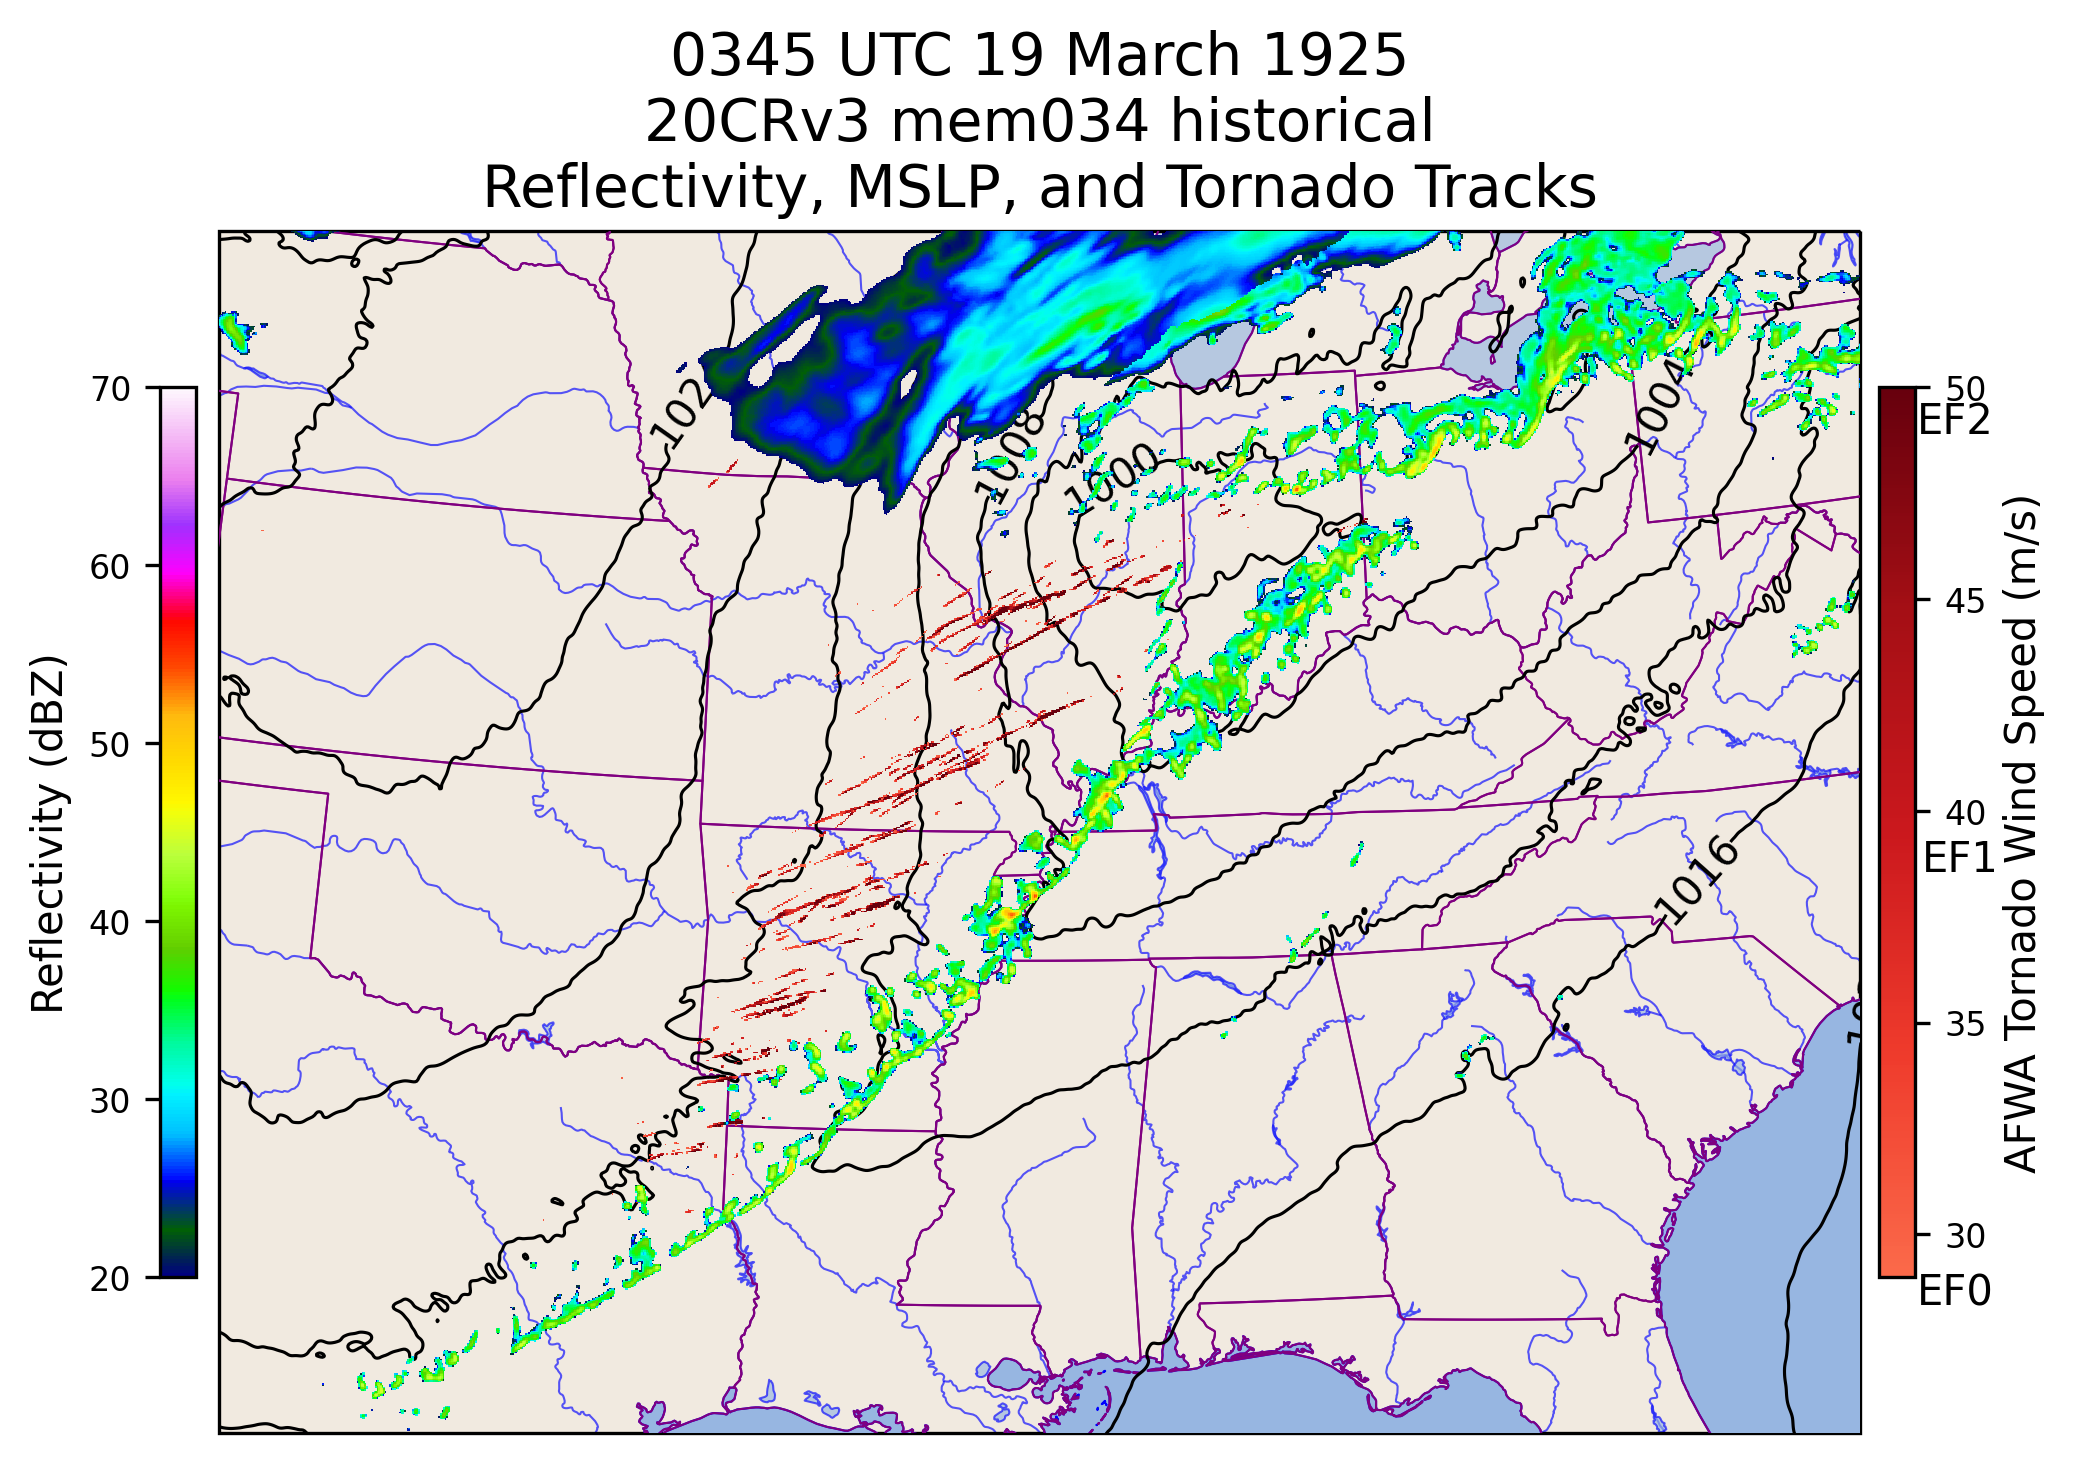 0345 UTC 19 March 1925
20CRv3 mem034 historical
Reflectivity, MSLP, and Tornado Tracks
Reflectivity (dBZ)
70
60
50
40
30
20
102
1008
1000
1004
1016
50
EF2
45
40
EF1
35
30
EF0
AFWA Tornado Wind Speed (m/s)